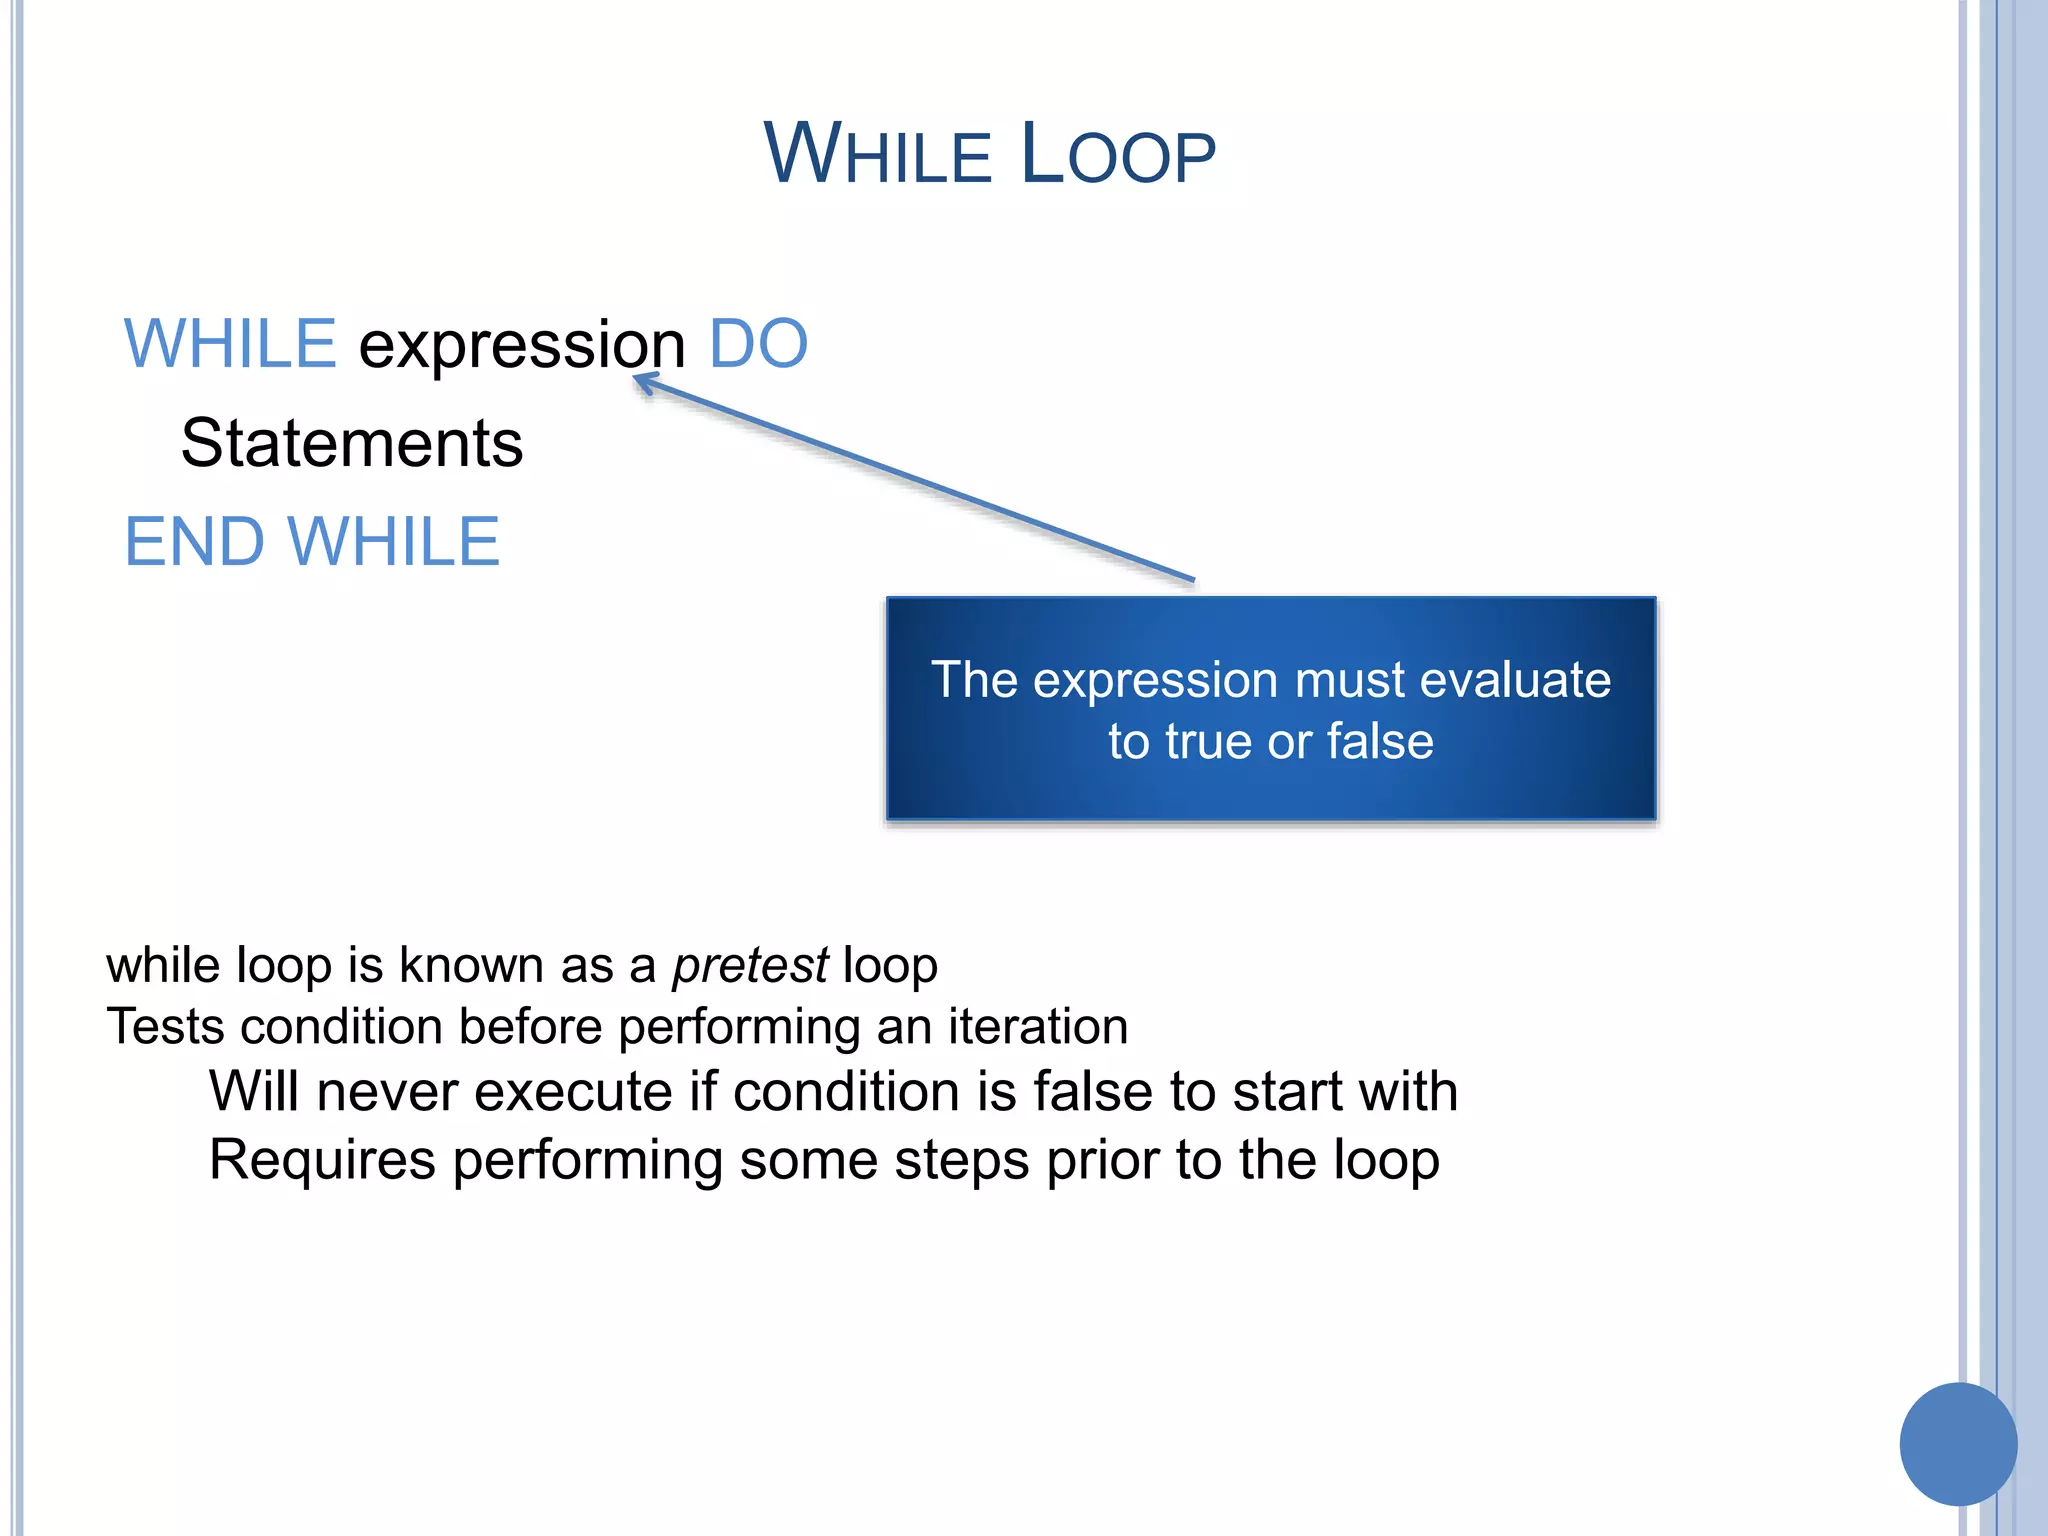 WHILE LOOP
WHILE expression DO
Statements
END WHILE
The expression must evaluate
to true or false
while loop is known as a pretest loop
Tests condition before performing an iteration
Will never execute if condition is false to start with
Requires performing some steps prior to the loop